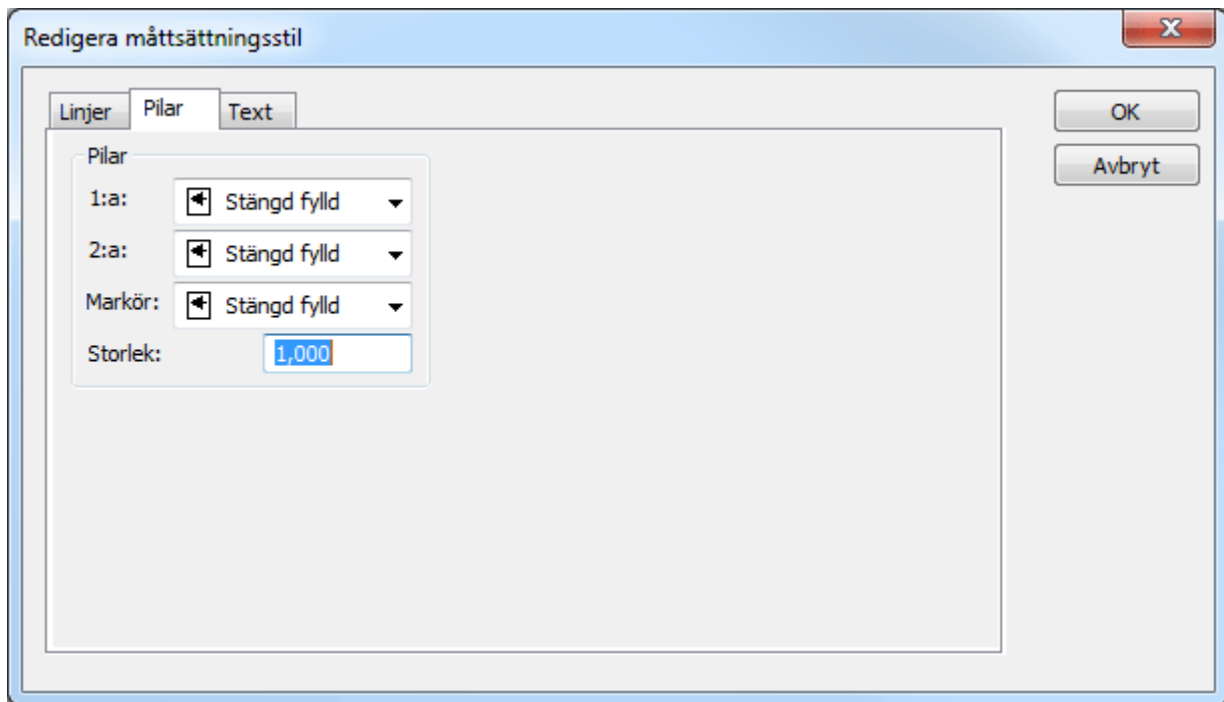 Redigera måttsättningsstil
Linjer Pilar Text
OK
Avbryt
Pilar
1:a: Stängd fylld
2:a: Stängd fylld
Markör: Stängd fylld
Storlek: 1,000